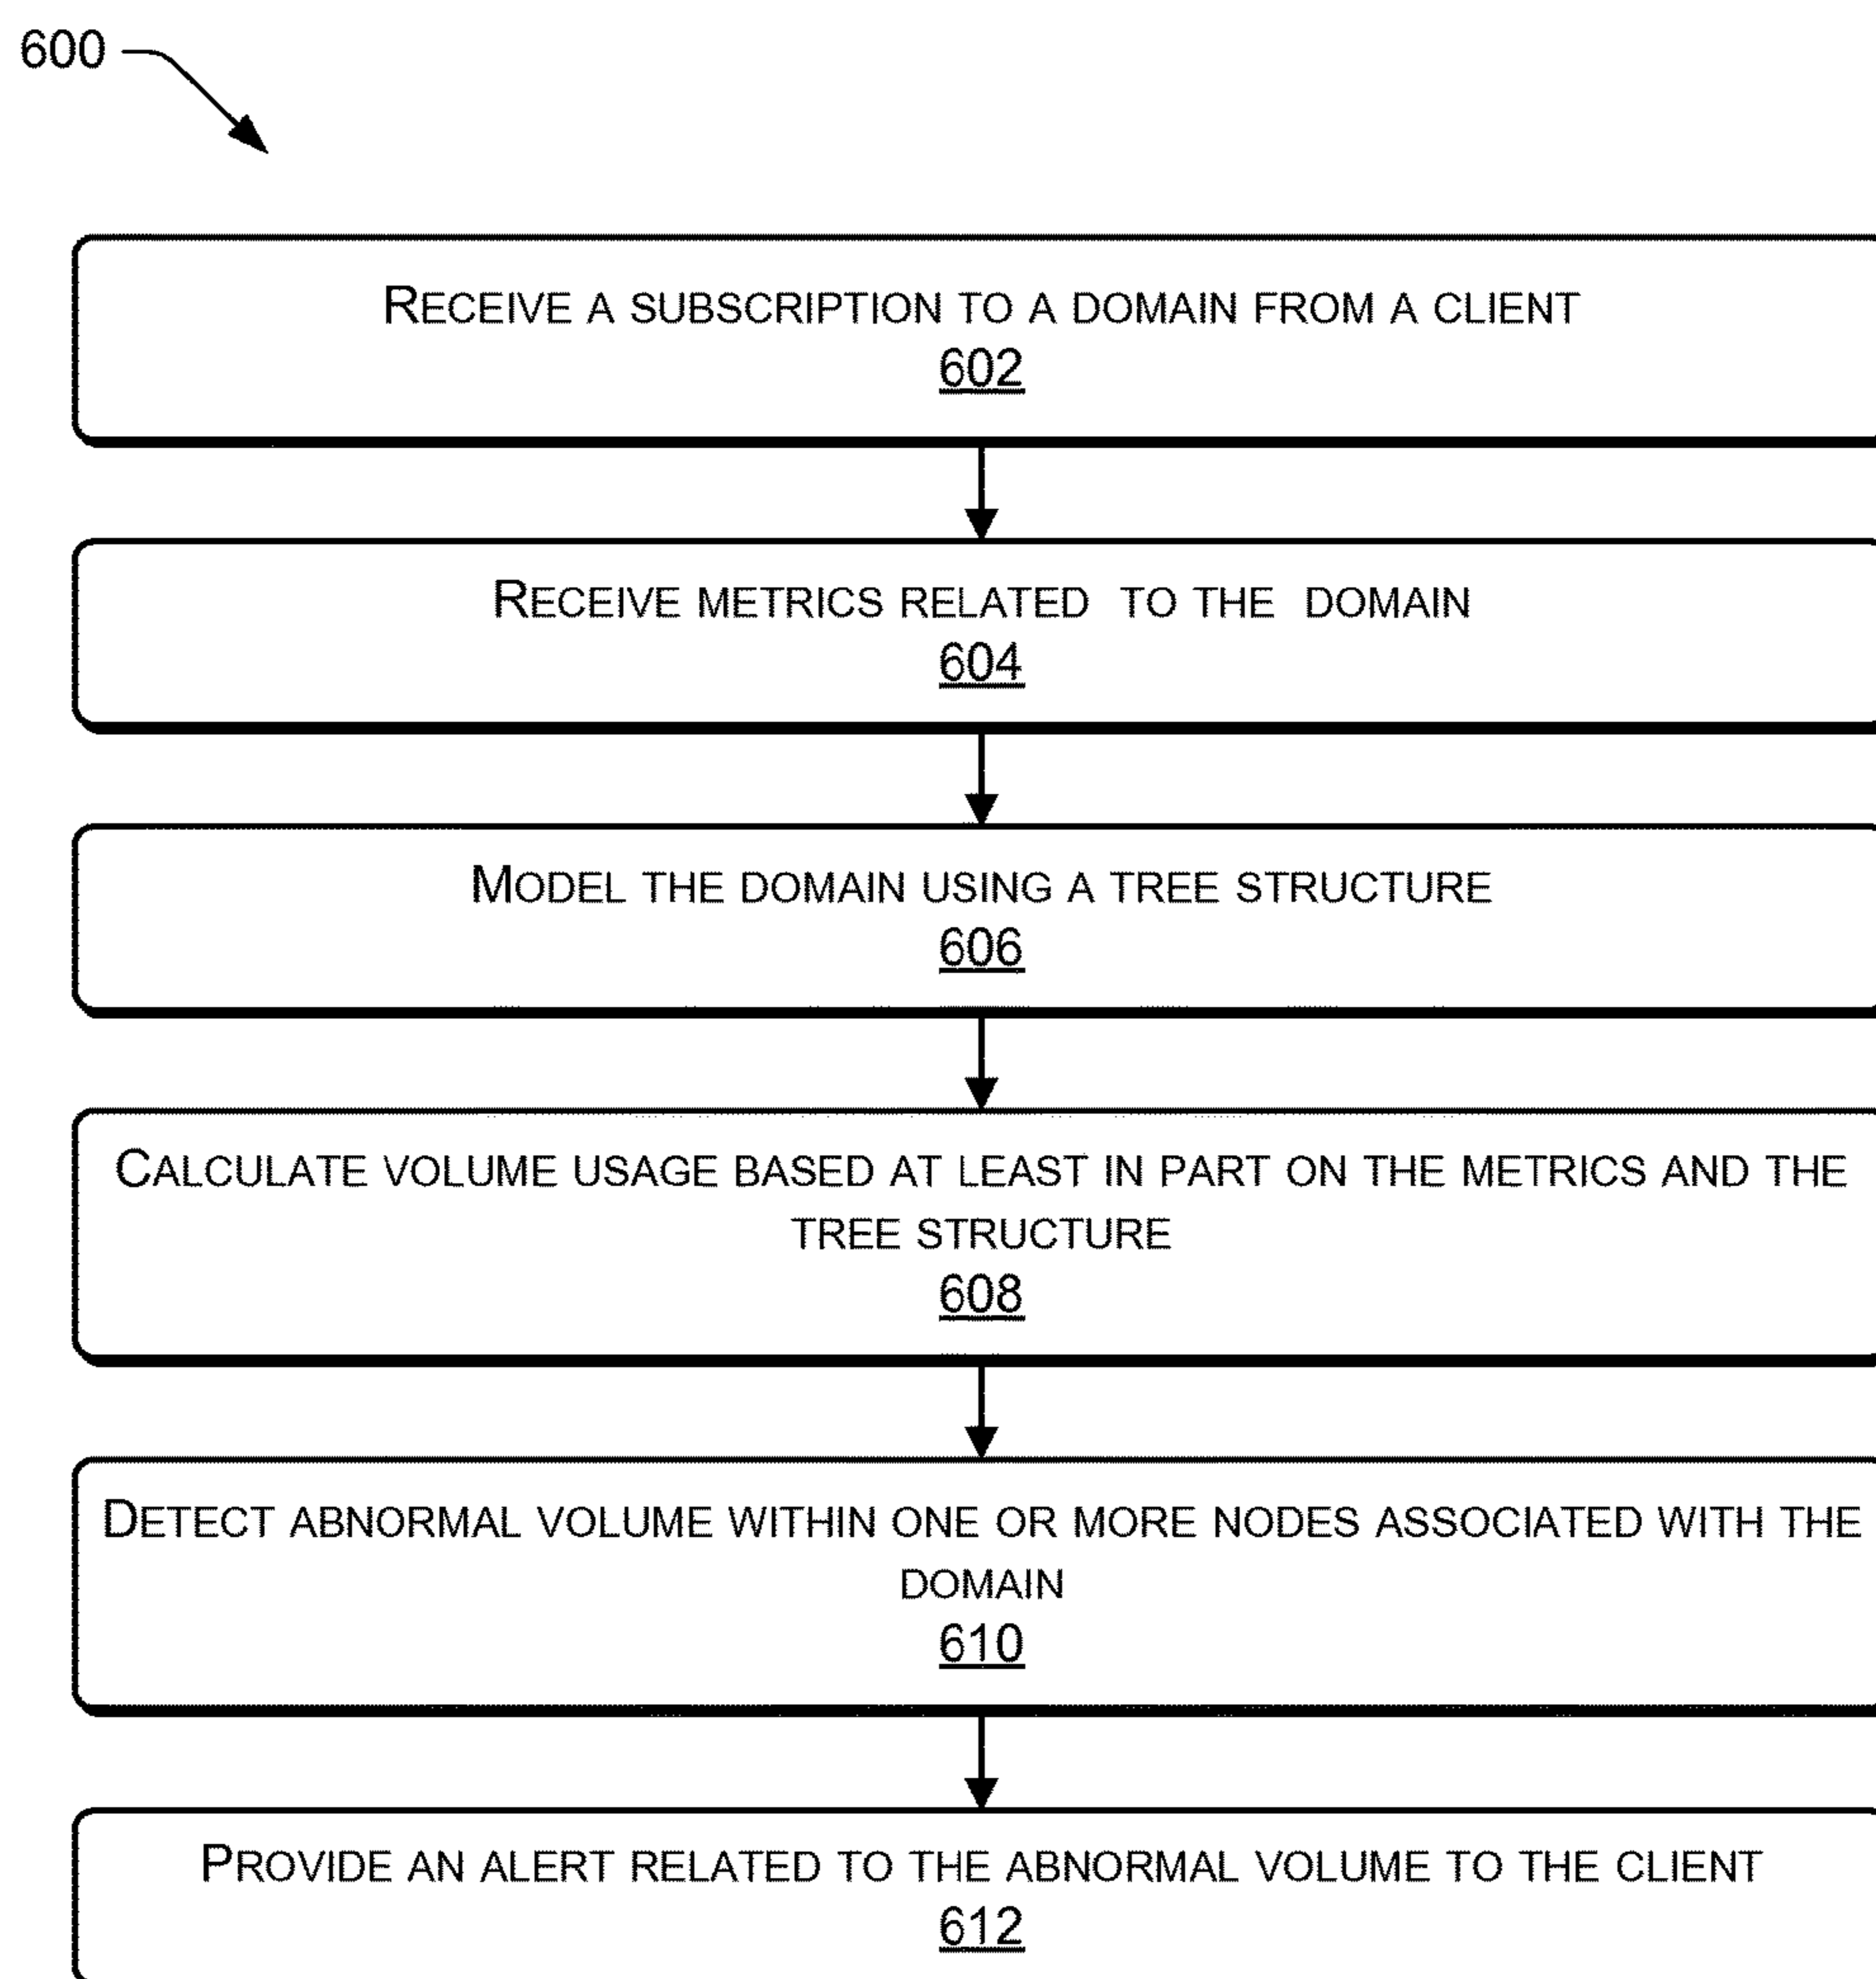 600
RECEIVE A SUBSCRIPTION TO A DOMAIN FROM A CLIENT
602
RECEIVE METRICS RELATED TO THE DOMAIN
604
MODEL THE DOMAIN USING A TREE STRUCTURE
606
CALCULATE VOLUME USAGE BASED AT LEAST IN PART ON THE METRICS AND THE
TREE STRUCTURE
608
DETECT ABNORMAL VOLUME WITHIN ONE OR MORE NODES ASSOCIATED WITH THE
DOMAIN
610
PROVIDE AN ALERT RELATED TO THE ABNORMAL VOLUME TO THE CLIENT
612